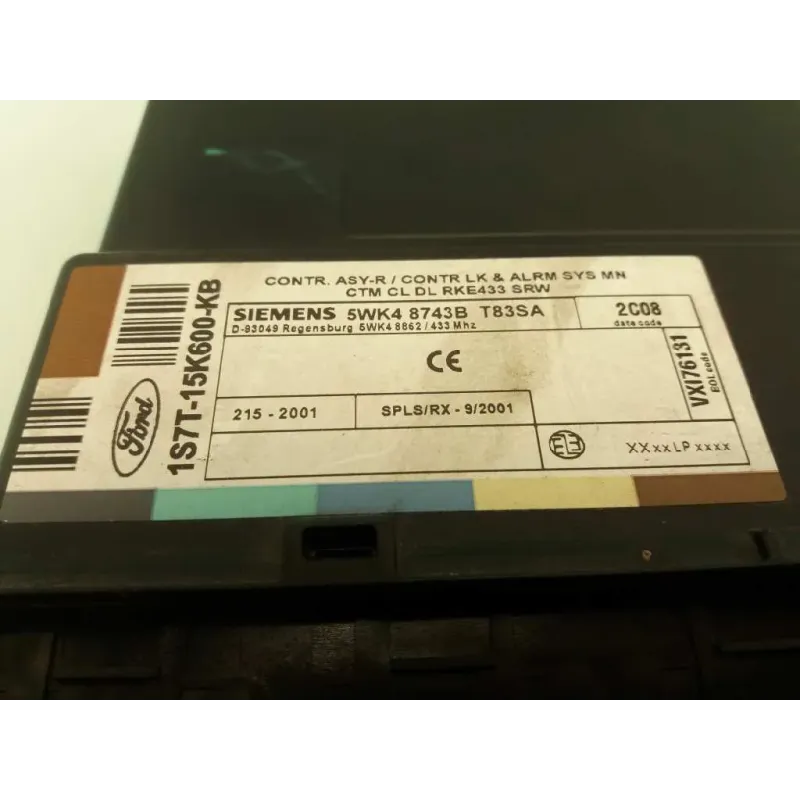 CONTR. ASY-R / CONTR LK & ALRM SYS MN
CTM CL DL RKE433 SRW
SIEMENS 5WK4 8743B T83SA
D-93049 Regensburg 5WK4 8862 / 433 Mhz
2C08
date code
VXI76131
EOL code
CE
215 - 2001
SPLS/RX - 9/2001
XXxxLPxxxx
Ford
1S7T-15K600-KB